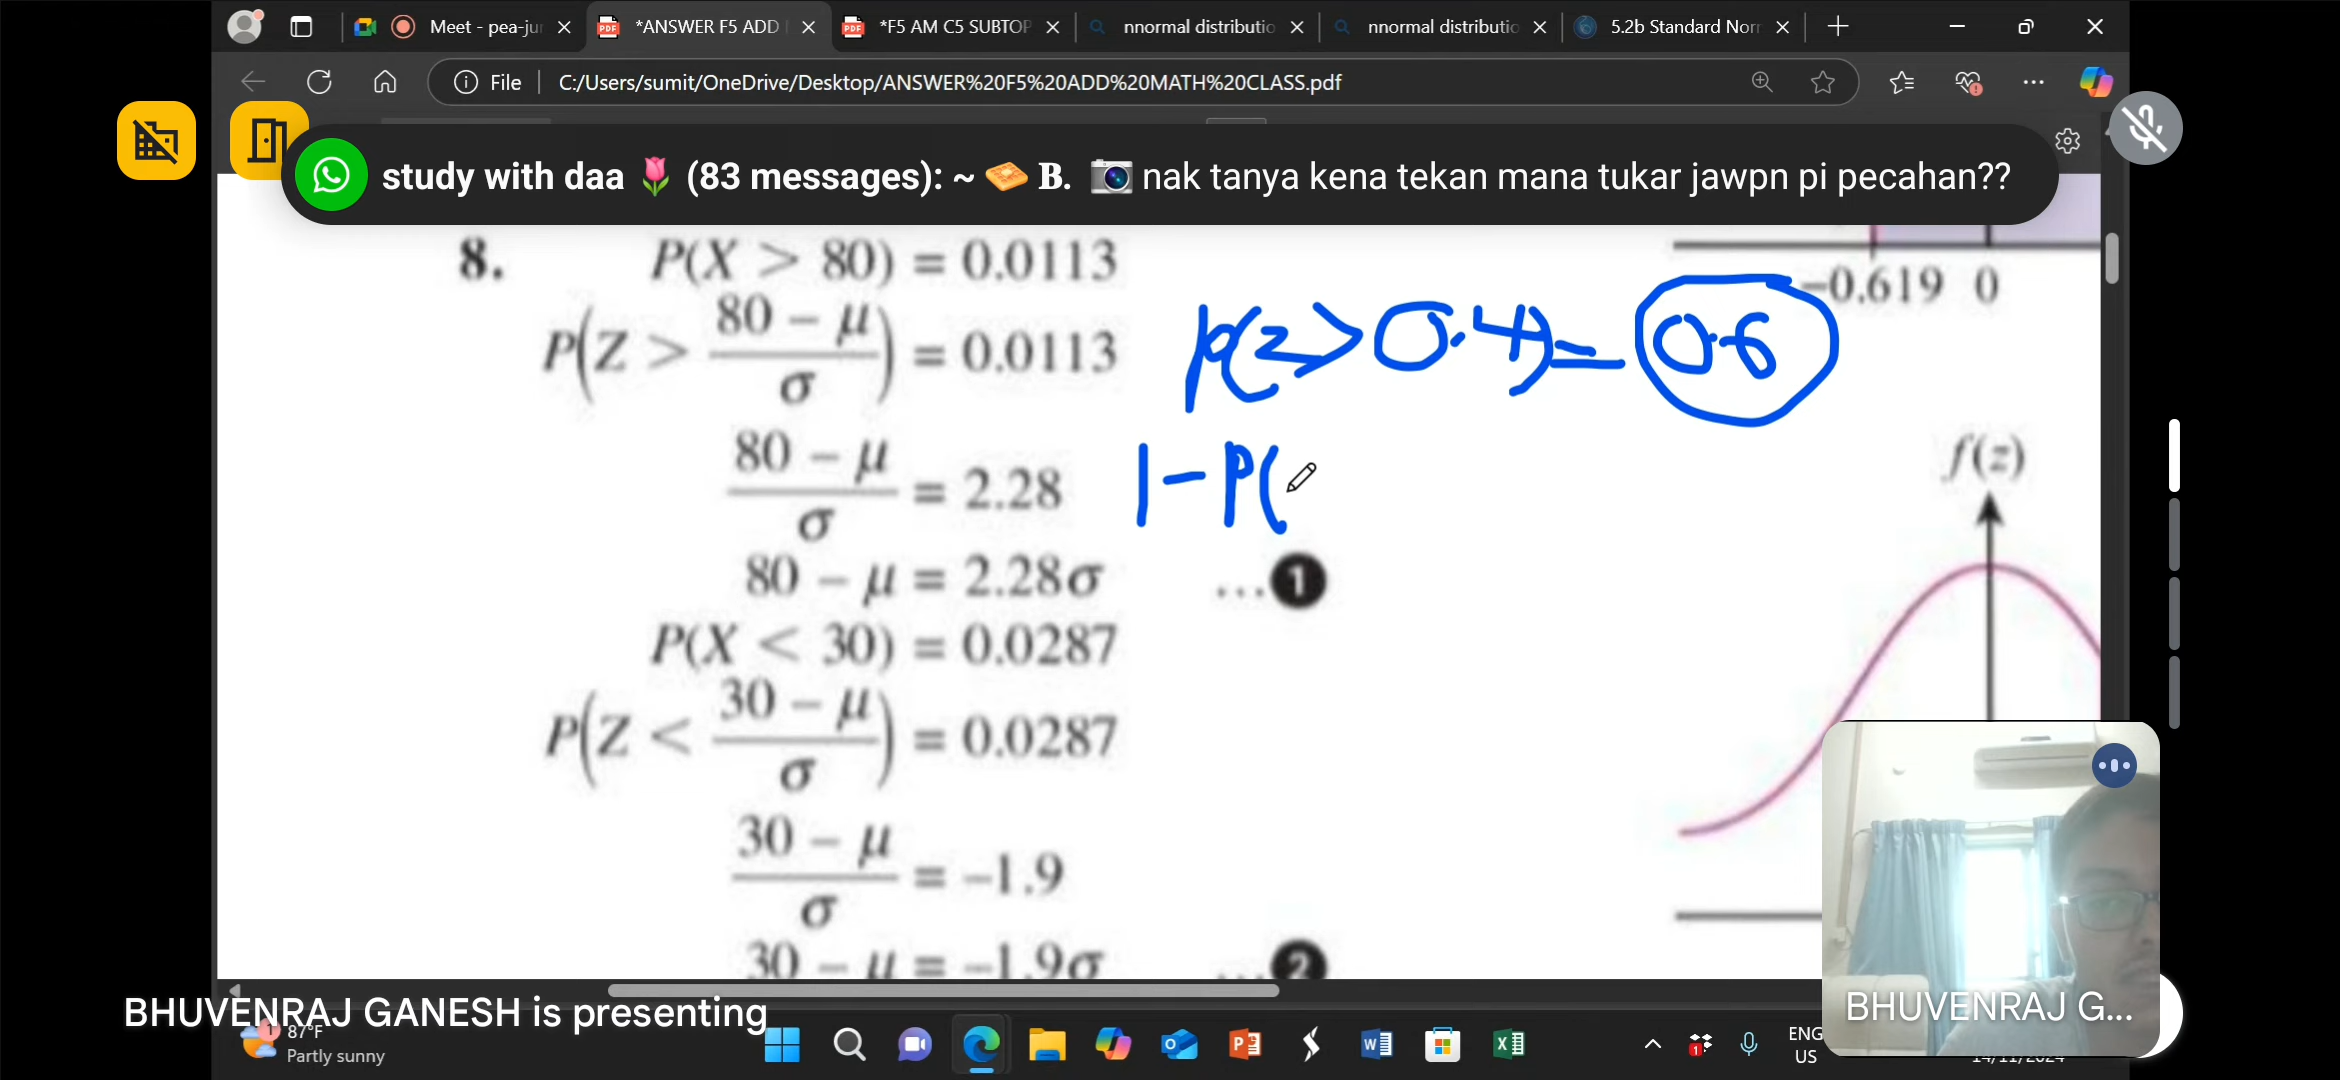 Meet - pea-ju
*ANSWER F5 ADD
*F5 AM C5 SUBTOP
nnormal distributio
nnormal distributio
5.2b Standard Norr
File
C:/Users/sumit/OneDrive/Desktop/ANSWER%20F5%20ADD%20MATH%20CLASS.pdf
study with daa 🌷 (83 messages): ~ 🧇 B. 📷 nak tanya kena tekan mana tukar jawpn pi pecahan??
8. P(X > 80) = 0.0113
-0.619 0
P(Z > (80 – μ)/σ) = 0.0113
P(Z > 0.4) = 0.6
(80 – μ)/σ = 2.28
1 - P(
f(z)
80 – μ = 2.28σ ...❶
P(X < 30) = 0.0287
P(Z < (30 – μ)/σ) = 0.0287
(30 – μ)/σ = –1.9
30 – μ = –1.9σ ...❷
BHUVENRAJ GANESH is presenting
BHUVENRAJ G...
87°F
Partly sunny
ENG
US